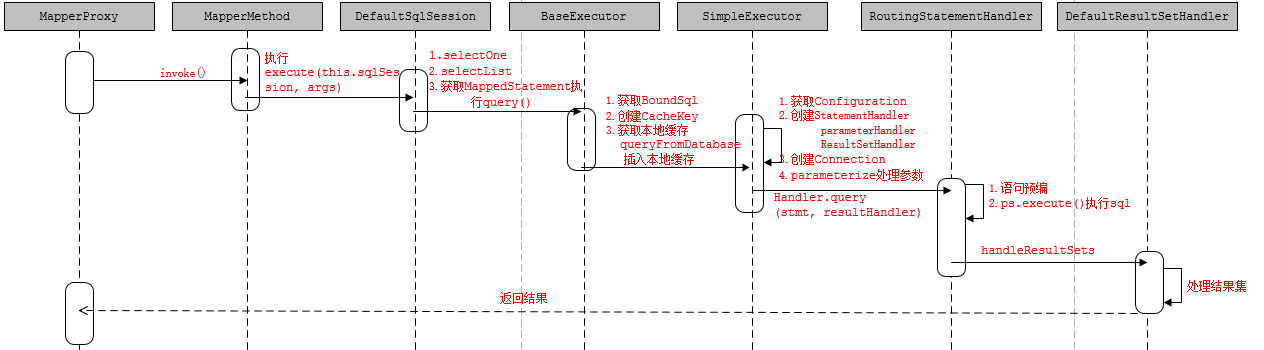 MapperProxy
MapperMethod
DefaultSqlSession
BaseExecutor
SimpleExecutor
RoutingStatementHandler
DefaultResultSetHandler
invoke()
执行
execute(this.sqlSes
sion, args)
1.selectOne
2.selectList
3.获取MappedStatement执
行query()
1.获取BoundSql
2.创建CacheKey
3.获取本地缓存
queryFromDatabase
插入本地缓存
1.获取Configuration
2.创建StatementHandler
parameterHandler
ResultSetHandler
3.创建Connection
4.parameterize处理参数
Handler.query
(stmt, resultHandler)
1.语句预编
2.ps.execute()执行sql
handleResultSets
处理结果集
返回结果